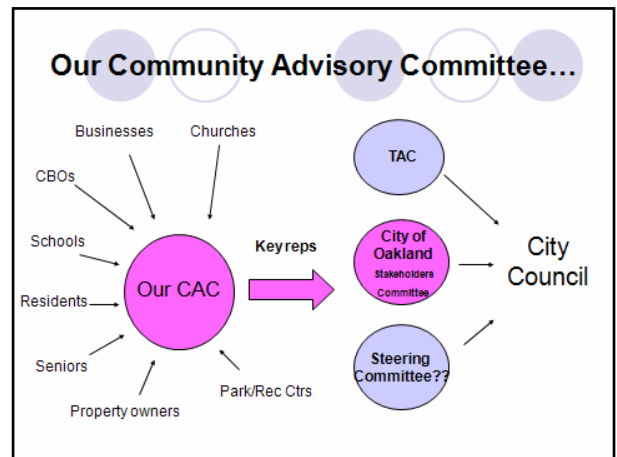 Our Community Advisory Committee…
Businesses
Churches
CBOs
Schools
Residents
Seniors
Property owners
Park/Rec Ctrs
Our CAC
Key reps
TAC
City of
Oakland
Stakeholders
Committee
Steering
Committee??
City
Council